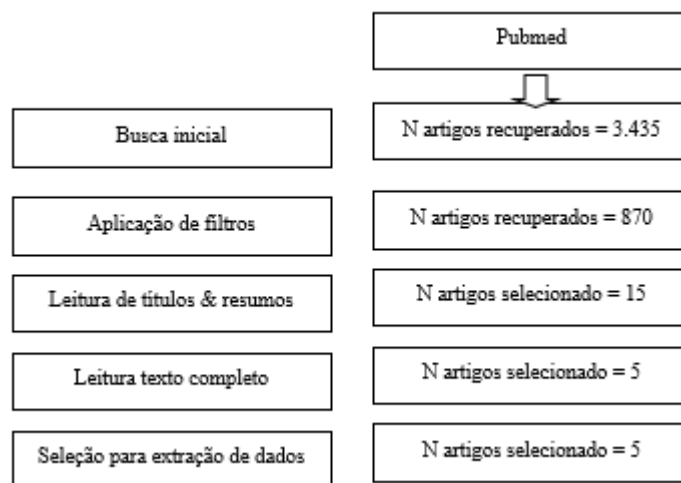 Pubmed
Busca inicial
N artigos recuperados = 3.435
Aplicação de filtros
N artigos recuperados = 870
Leitura de títulos & resumos
N artigos selecionado = 15
Leitura texto completo
N artigos selecionado = 5
Seleção para extração de dados
N artigos selecionado = 5